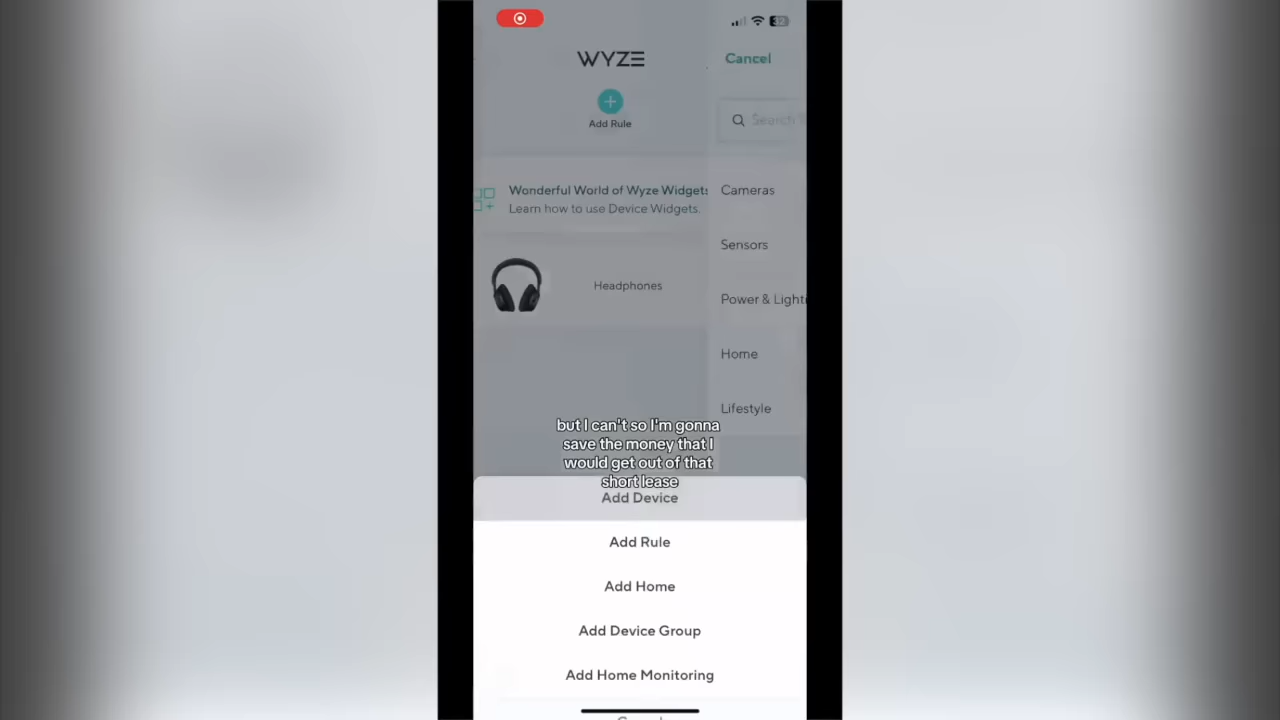 32
WYZE
Cancel
Add Rule
Search
Wonderful World of Wyze Widgets
Learn how to use Device Widgets.
Cameras
Sensors
Headphones
Power & Lighti
Home
Lifestyle
but I can't so I'm gonna
save the money that I
would get out of that
short lease
Add Device
Add Rule
Add Home
Add Device Group
Add Home Monitoring